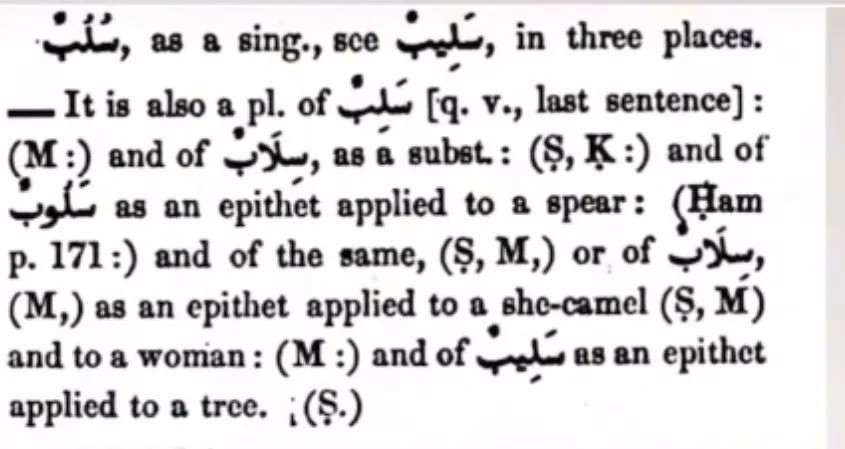 سُلُبٌ, as a sing., see سَلِيبٌ, in three places.
— It is also a pl. of سَلِبٌ [q. v., last sentence] :
(M :) and of سِلَابٌ, as a subst. : (Ṣ, Ḳ :) and of
سَلُوبٌ as an epithet applied to a spear : (Ḥam
p. 171 :) and of the same, (Ṣ, M,) or of سِلَابٌ,
(M,) as an epithet applied to a she-camel (Ṣ, M)
and to a woman : (M :) and of سَلِيبٌ as an epithet
applied to a tree. (Ṣ.)